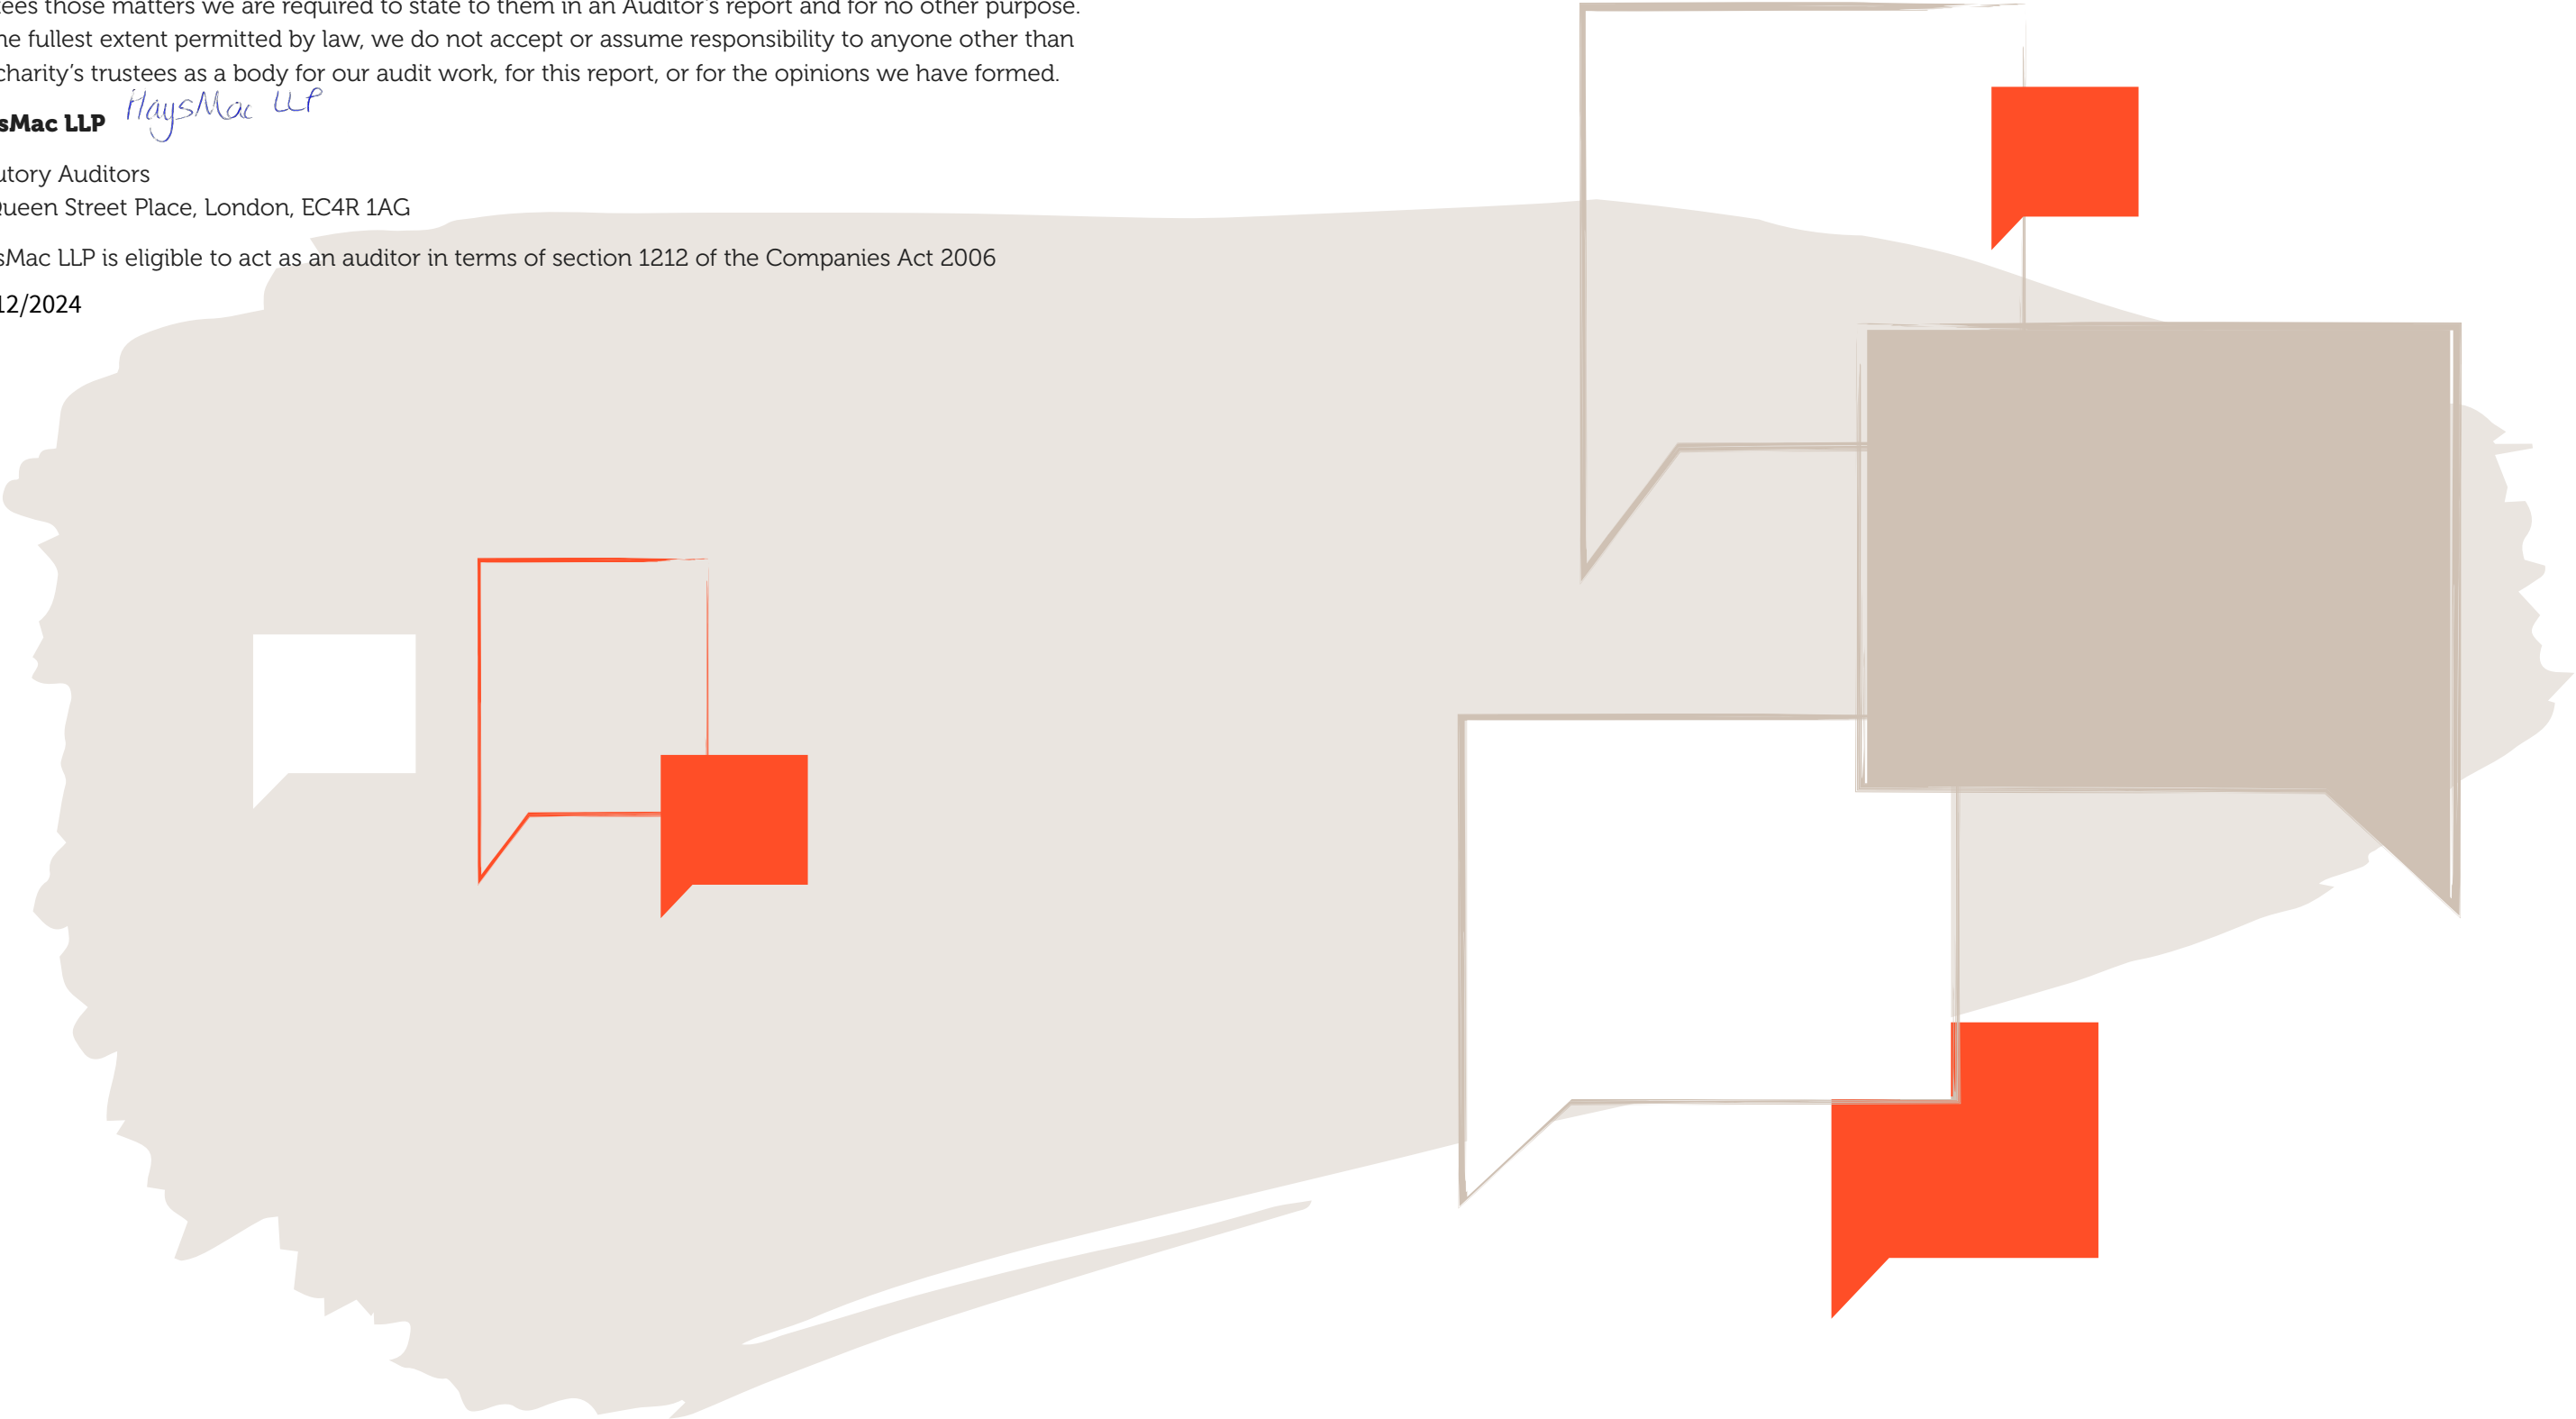 ees those matters we are required to state to them in an Auditor's report and for no other purpose.
he fullest extent permitted by law, we do not accept or assume responsibility to anyone other than
charity's trustees as a body for our audit work, for this report, or for the opinions we have formed.
sMac LLP HaysMac LLP
utory Auditors
Queen Street Place, London, EC4R 1AG
sMac LLP is eligible to act as an auditor in terms of section 1212 of the Companies Act 2006
12/2024